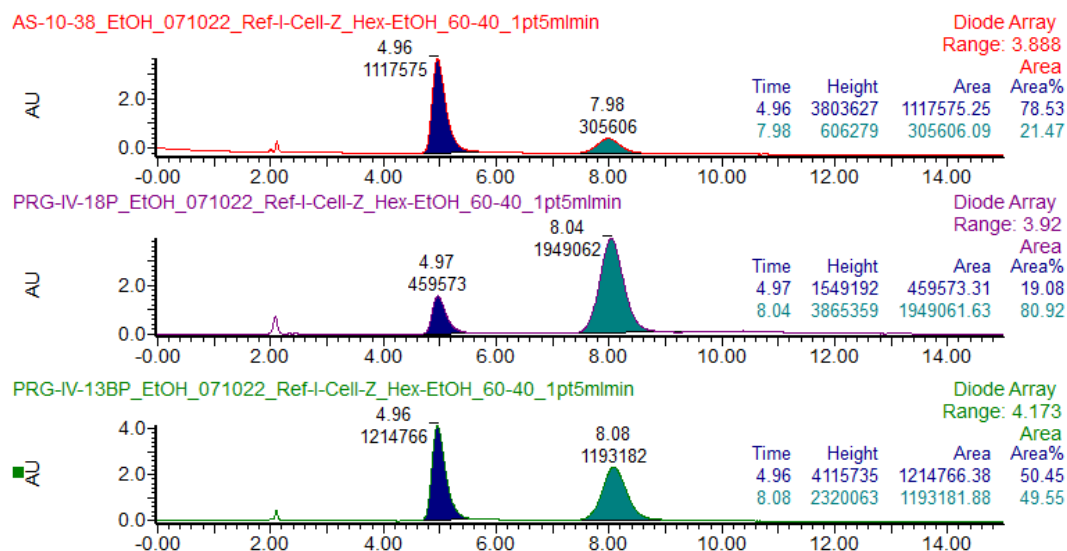 AS-10-38_EtOH_071022_Ref-I-Cell-Z_Hex-EtOH_60-40_1pt5mlmin
Diode Array
Range: 3.888
Area
4.96
1117575
7.98
305606
Time Height Area Area%
4.96 3803627 1117575.25 78.53
7.98 606279 305606.09 21.47
AU
2.0
0.0
-0.00 2.00 4.00 6.00 8.00 10.00 12.00 14.00
PRG-IV-18P_EtOH_071022_Ref-I-Cell-Z_Hex-EtOH_60-40_1pt5mlmin
Diode Array
Range: 3.92
Area
8.04
1949062
4.97
459573
Time Height Area Area%
4.97 1549192 459573.31 19.08
8.04 3865359 1949061.63 80.92
AU
2.0
0.0
-0.00 2.00 4.00 6.00 8.00 10.00 12.00 14.00
PRG-IV-13BP_EtOH_071022_Ref-I-Cell-Z_Hex-EtOH_60-40_1pt5mlmin
Diode Array
Range: 4.173
Area
4.96
1214766
8.08
1193182
Time Height Area Area%
4.96 4115735 1214766.38 50.45
8.08 2320063 1193181.88 49.55
AU
4.0
2.0
0.0
-0.00 2.00 4.00 6.00 8.00 10.00 12.00 14.00